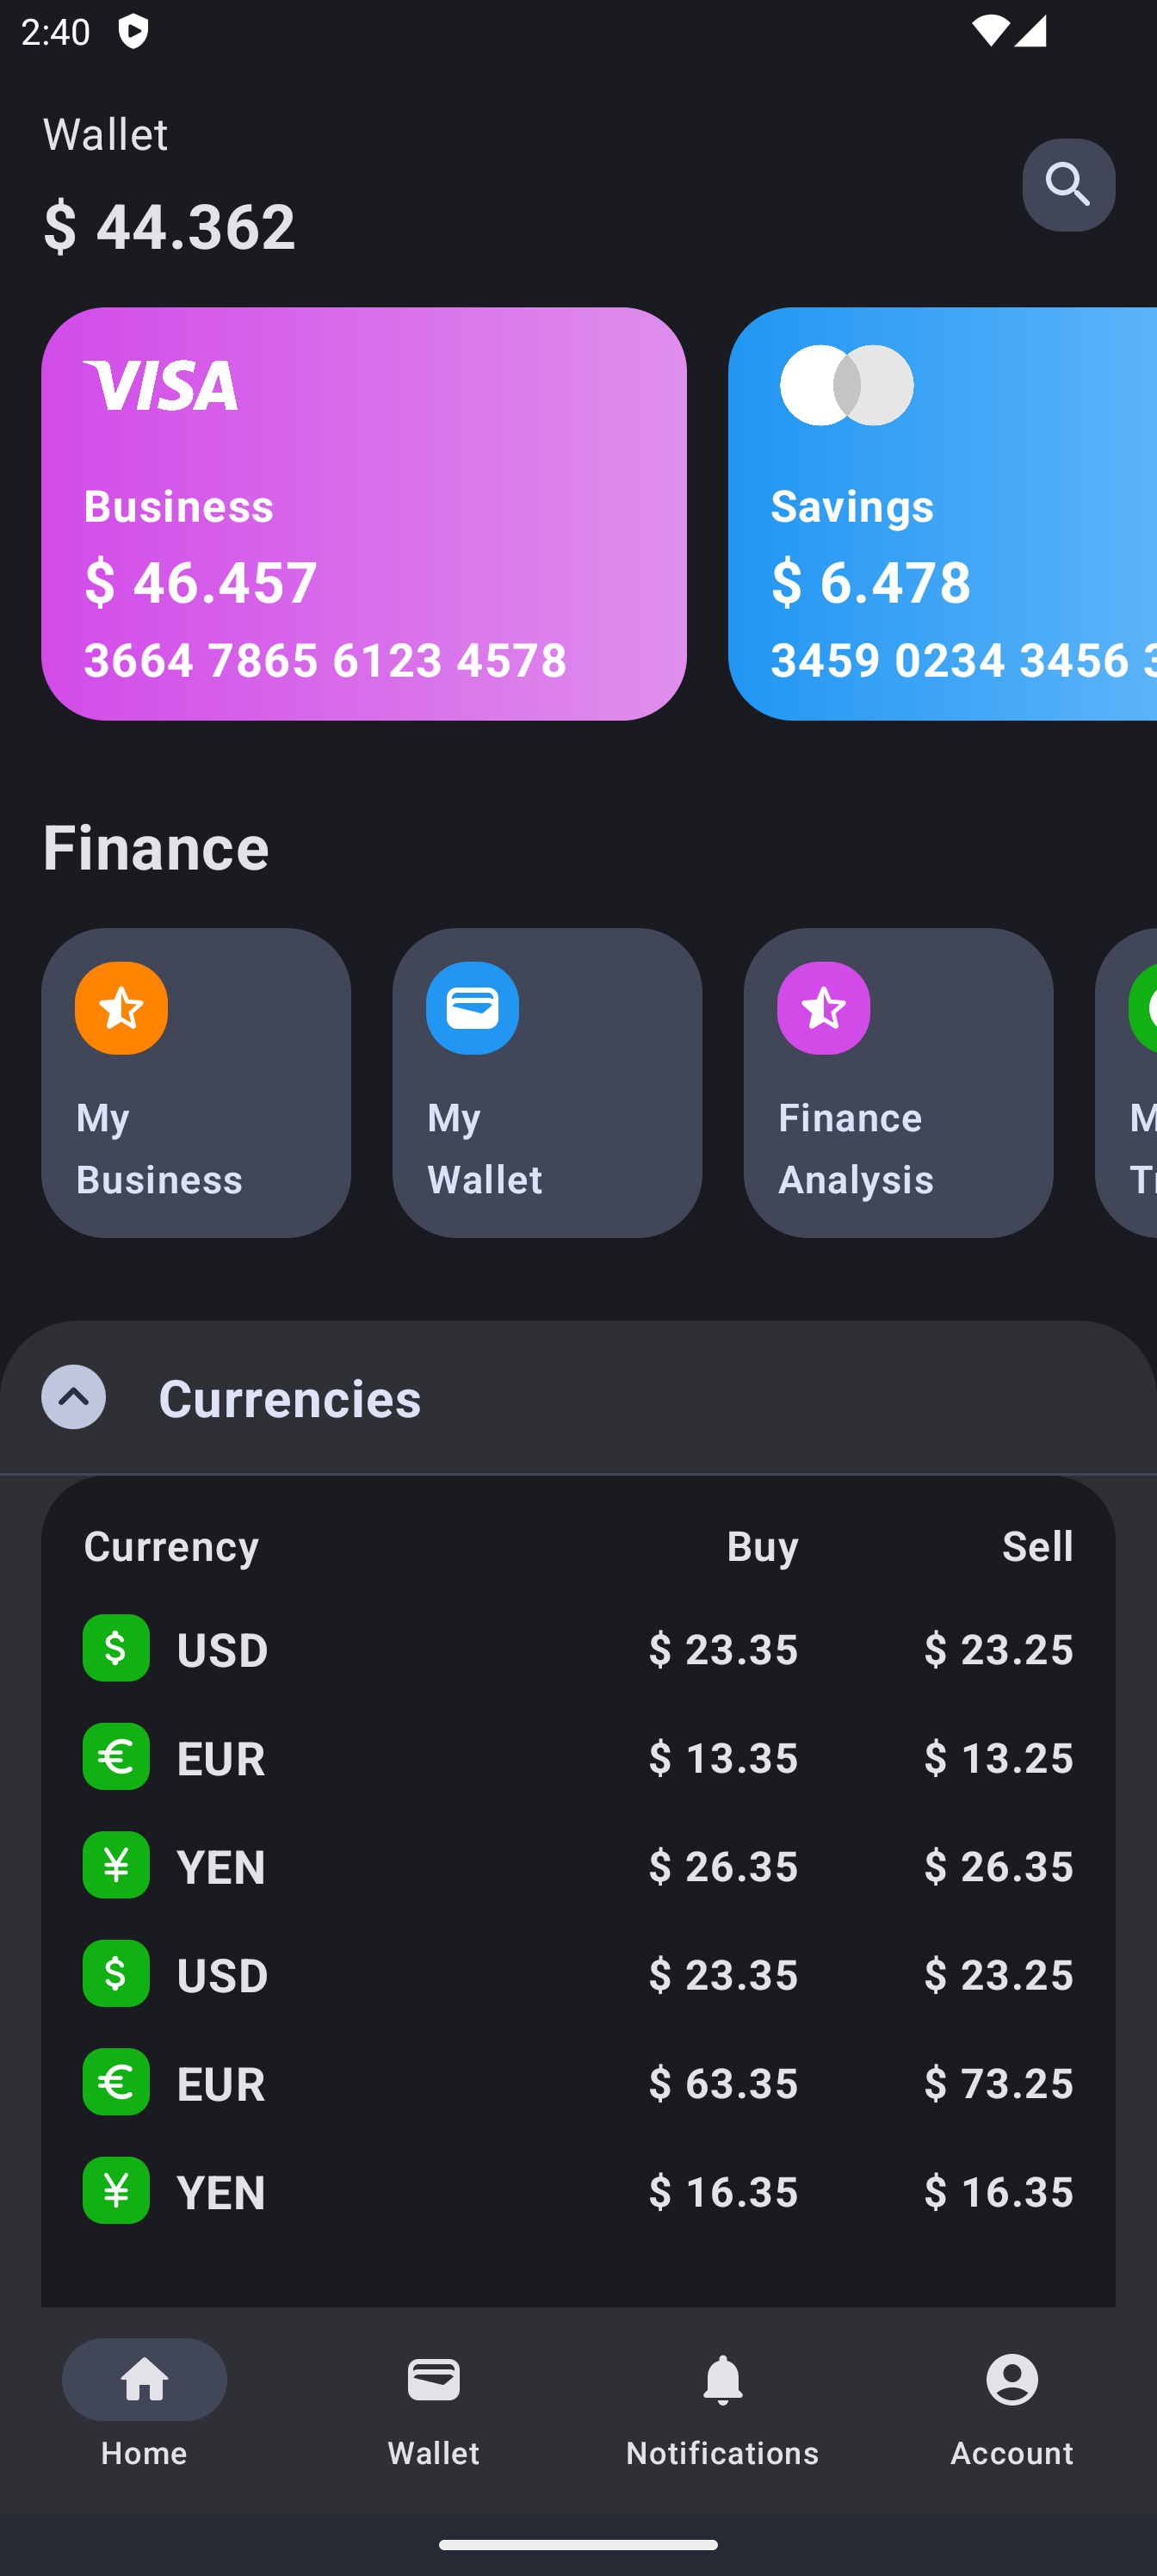 2:40
Wallet
$ 44.362
VISA
Business
$ 46.457
3664 7865 6123 4578
Savings
$ 6.478
3459 0234 3456
Finance
My
Business
My
Wallet
Finance
Analysis
Currencies
Currency Buy Sell
$ USD $ 23.35 $ 23.25
€ EUR $ 13.35 $ 13.25
¥ YEN $ 26.35 $ 26.35
$ USD $ 23.35 $ 23.25
€ EUR $ 63.35 $ 73.25
¥ YEN $ 16.35 $ 16.35
Home Wallet Notifications Account